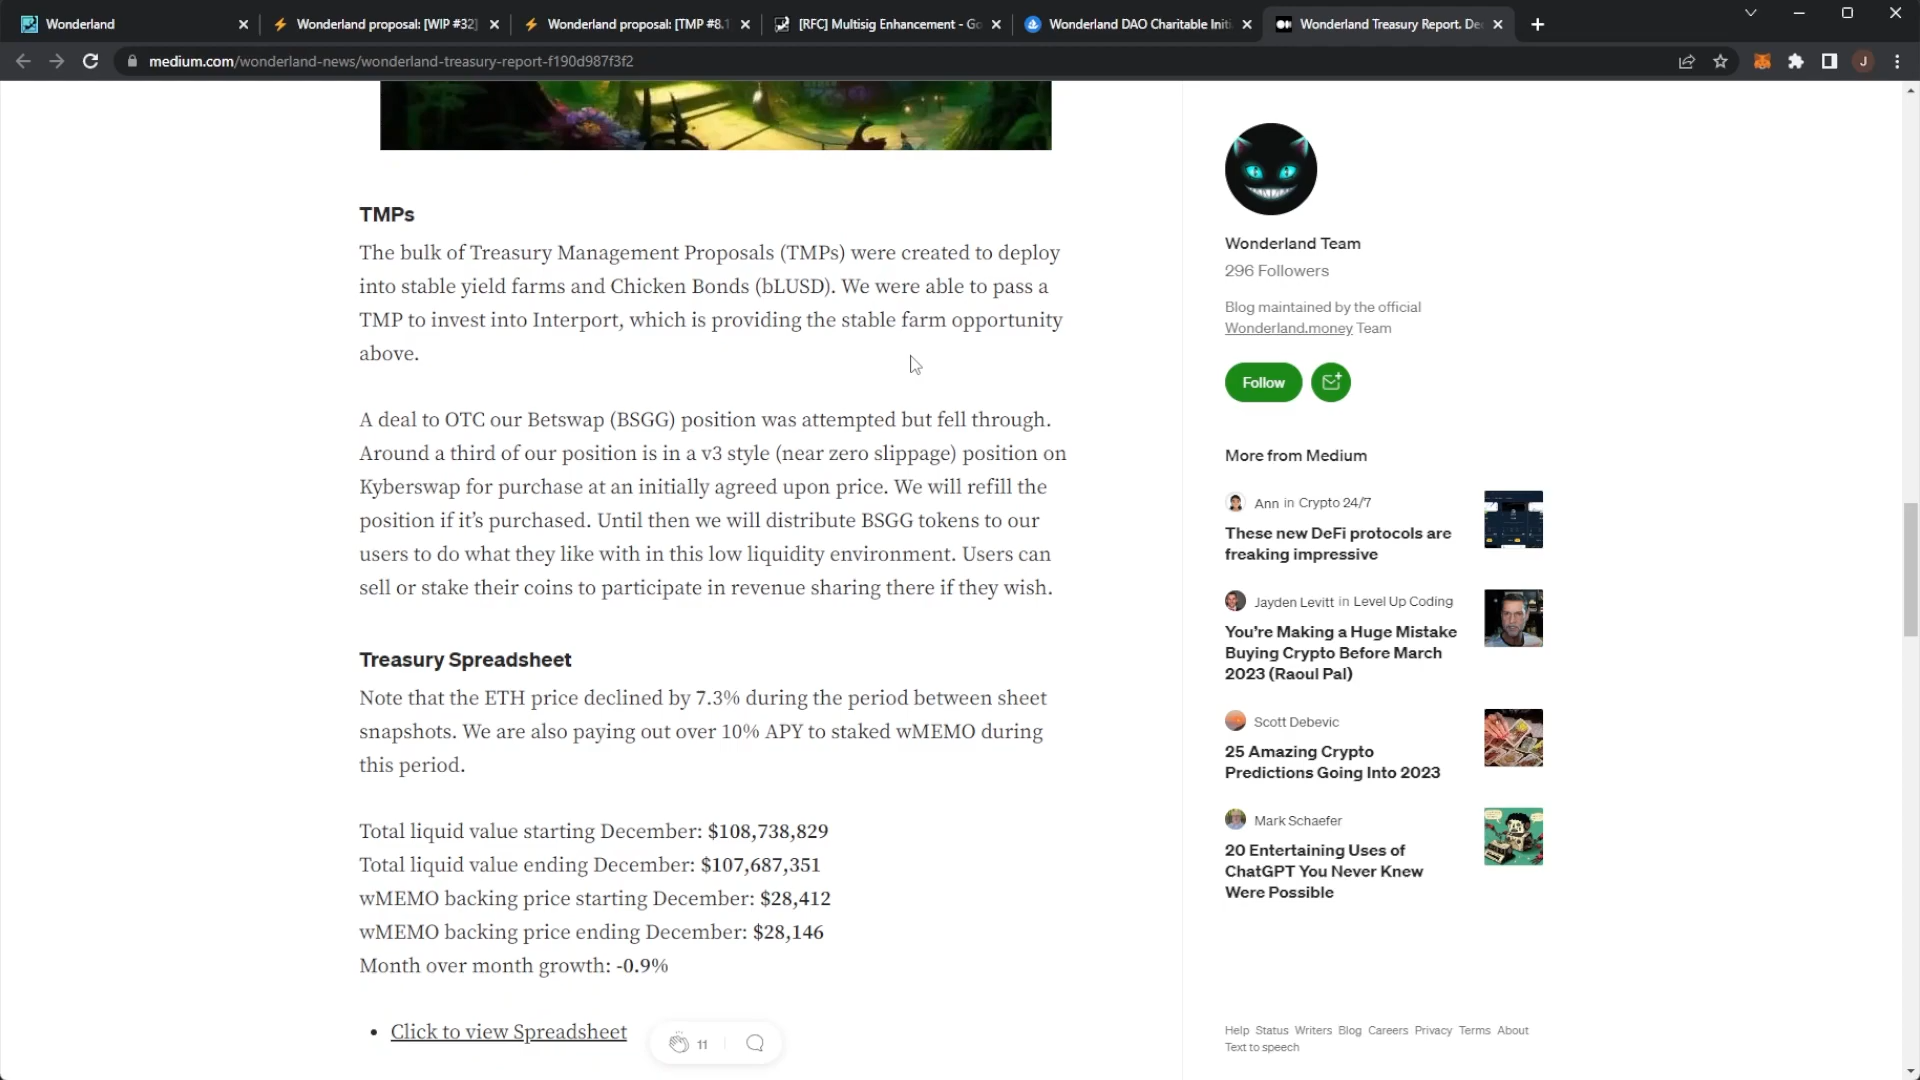 Wonderland
Wonderland proposal: [WIP #32]
Wonderland proposal: [TMP #8.1
[RFC] Multisig Enhancement - Go
Wonderland DAO Charitable Initi
Wonderland Treasury Report. De
medium.com/wonderland-news/wonderland-treasury-report-f190d987f3f2
J
TMPs
The bulk of Treasury Management Proposals (TMPs) were created to deploy
into stable yield farms and Chicken Bonds (bLUSD). We were able to pass a
TMP to invest into Interport, which is providing the stable farm opportunity
above.
A deal to OTC our Betswap (BSGG) position was attempted but fell through.
Around a third of our position is in a v3 style (near zero slippage) position on
Kyberswap for purchase at an initially agreed upon price. We will refill the
position if it’s purchased. Until then we will distribute BSGG tokens to our
users to do what they like with in this low liquidity environment. Users can
sell or stake their coins to participate in revenue sharing there if they wish.
Treasury Spreadsheet
Note that the ETH price declined by 7.3% during the period between sheet
snapshots. We are also paying out over 10% APY to staked wMEMO during
this period.
Total liquid value starting December: $108,738,829
Total liquid value ending December: $107,687,351
wMEMO backing price starting December: $28,412
wMEMO backing price ending December: $28,146
Month over month growth: -0.9%
• Click to view Spreadsheet
11
Wonderland Team
296 Followers
Blog maintained by the official
Wonderland.money Team
Follow
More from Medium
Ann in Crypto 24/7
These new DeFi protocols are
freaking impressive
Jayden Levitt in Level Up Coding
You're Making a Huge Mistake
Buying Crypto Before March
2023 (Raoul Pal)
Scott Debevic
25 Amazing Crypto
Predictions Going Into 2023
Mark Schaefer
20 Entertaining Uses of
ChatGPT You Never Knew
Were Possible
Help Status Writers Blog Careers Privacy Terms About
Text to speech